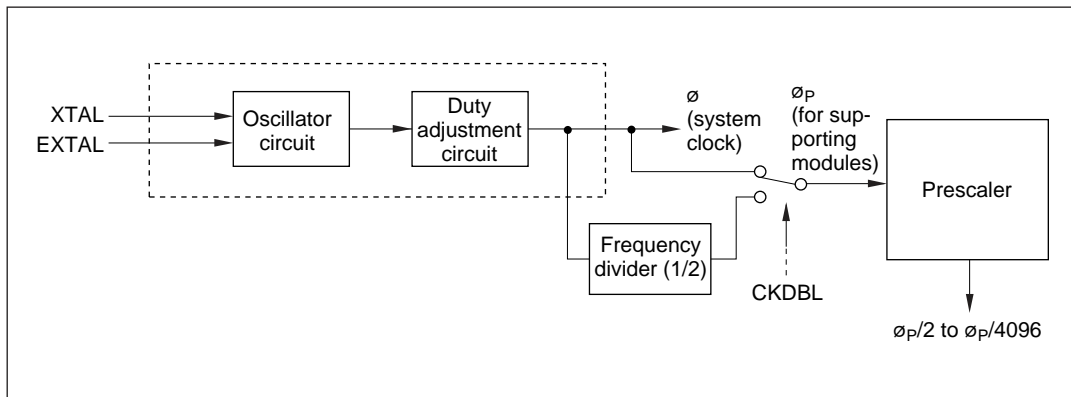 XTAL
EXTAL
Oscillator
circuit
Duty
adjustment
circuit
ø
(system
clock)
øP
(for sup-
porting
modules)
Prescaler
Frequency
divider (1/2)
CKDBL
øP/2 to øP/4096